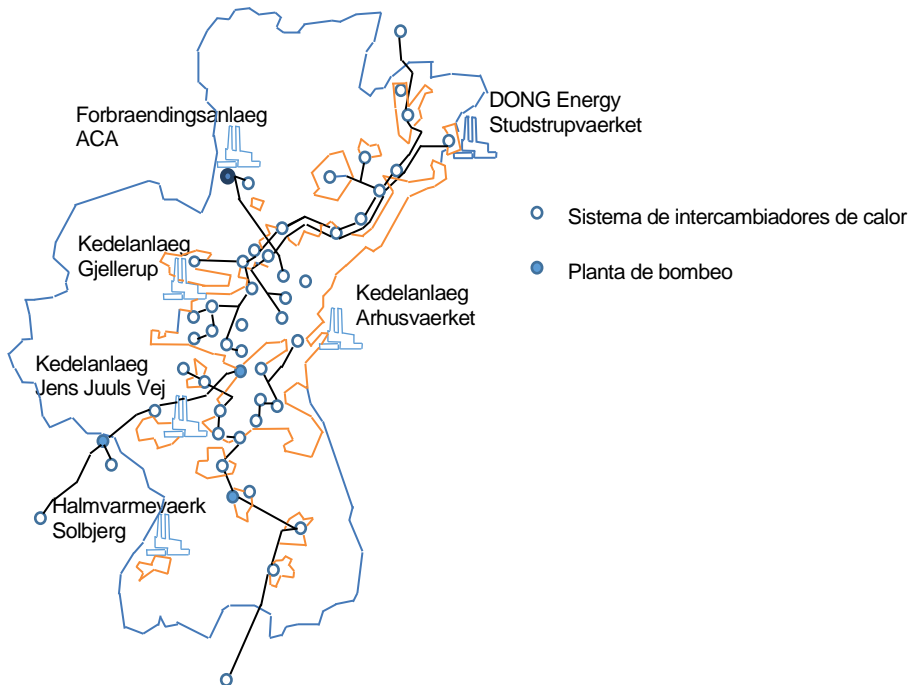 DONG Energy
Studstrupvaerket
Forbraendingsanlaeg
ACA
Sistema de intercambiadores de calor
Kedelanlaeg
Gjellerup
Planta de bombeo
Kedelanlaeg
Arhusvaerket
Kedelanlaeg
Jens Juuls Vej
Halmvarmevaerk
Solbjerg